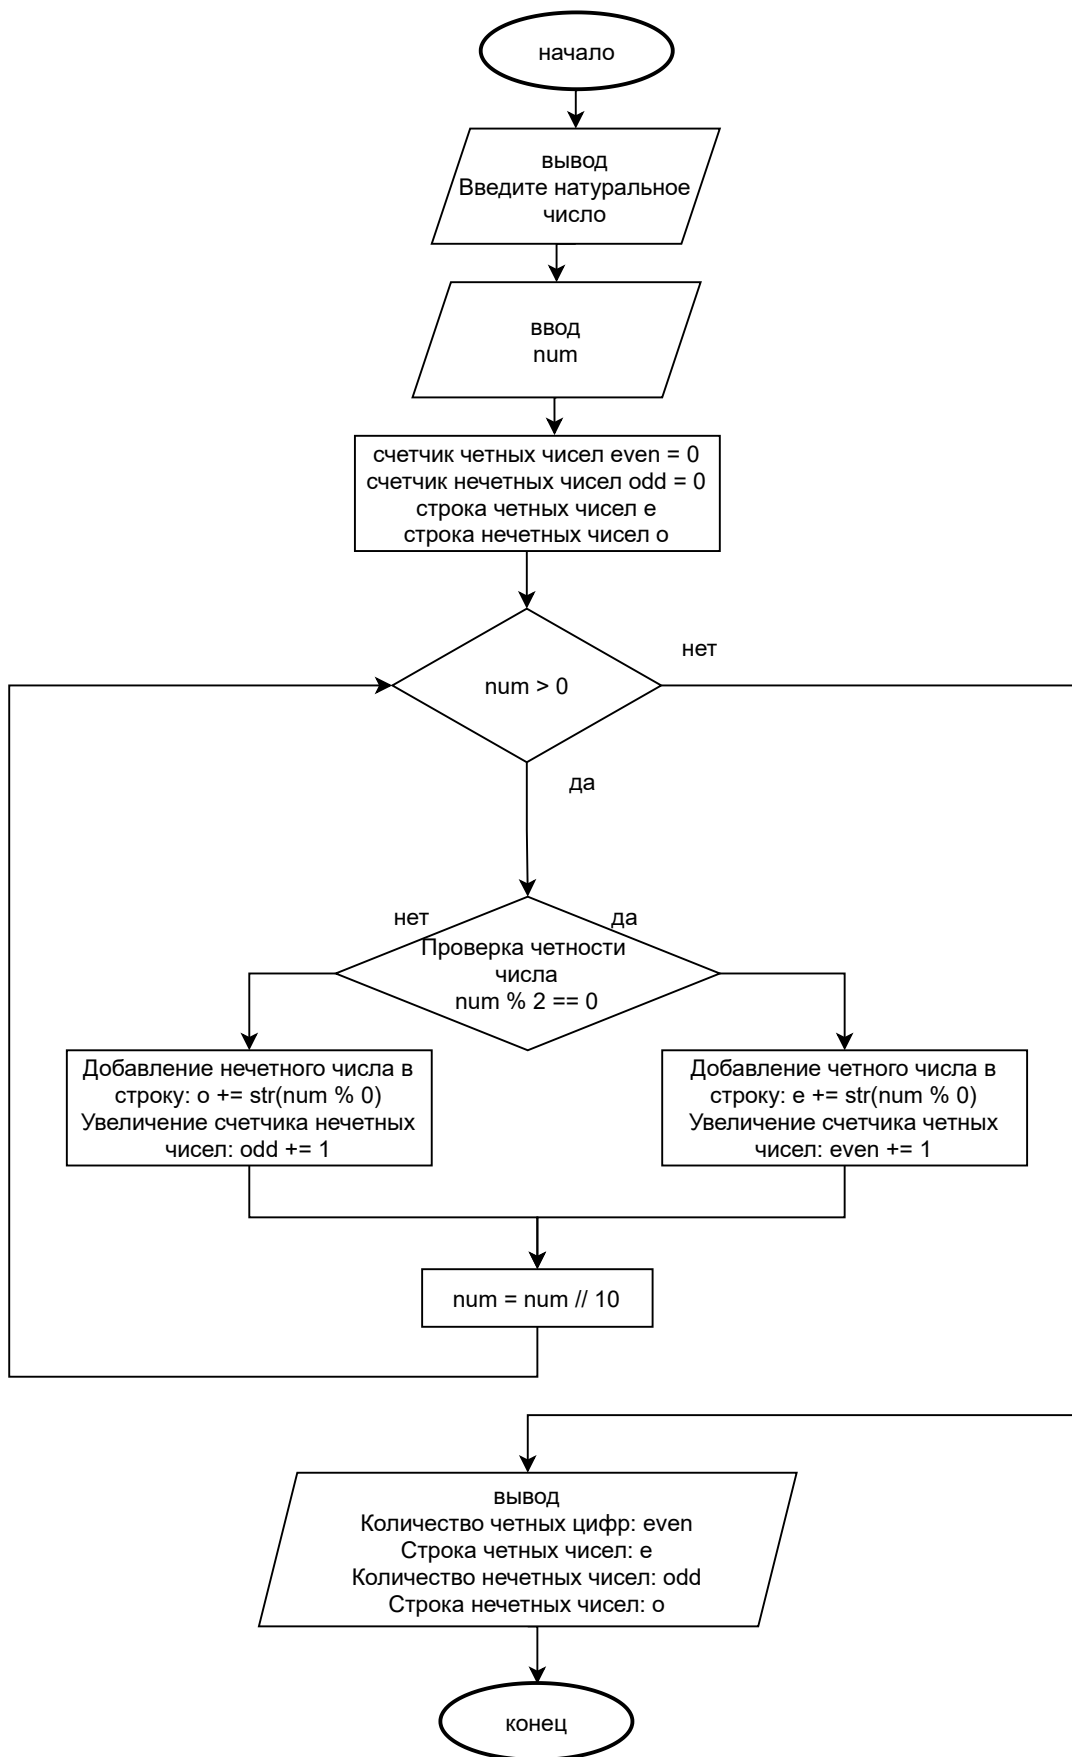 начало
вывод
Введите натуральное
число
ввод
num
счетчик четных чисел even = 0
счетчик нечетных чисел odd = 0
строка четных чисел e
строка нечетных чисел o
нет
num > 0
да
нет
да
Проверка четности
числа
num % 2 == 0
Добавление нечетного числа в
строку: o += str(num % 0)
Увеличение счетчика нечетных
чисел: odd += 1
Добавление четного числа в
строку: e += str(num % 0)
Увеличение счетчика четных
чисел: even += 1
num = num // 10
вывод
Количество четных цифр: even
Строка четных чисел: e
Количество нечетных чисел: odd
Строка нечетных чисел: o
конец